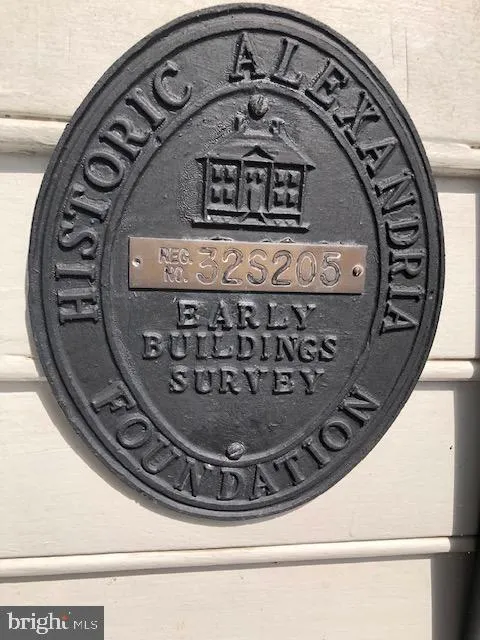 HISTORIC ALEXANDRIA
REG. NO. 32S205
EARLY
BUILDINGS
SURVEY
FOUNDATION
bright MLS